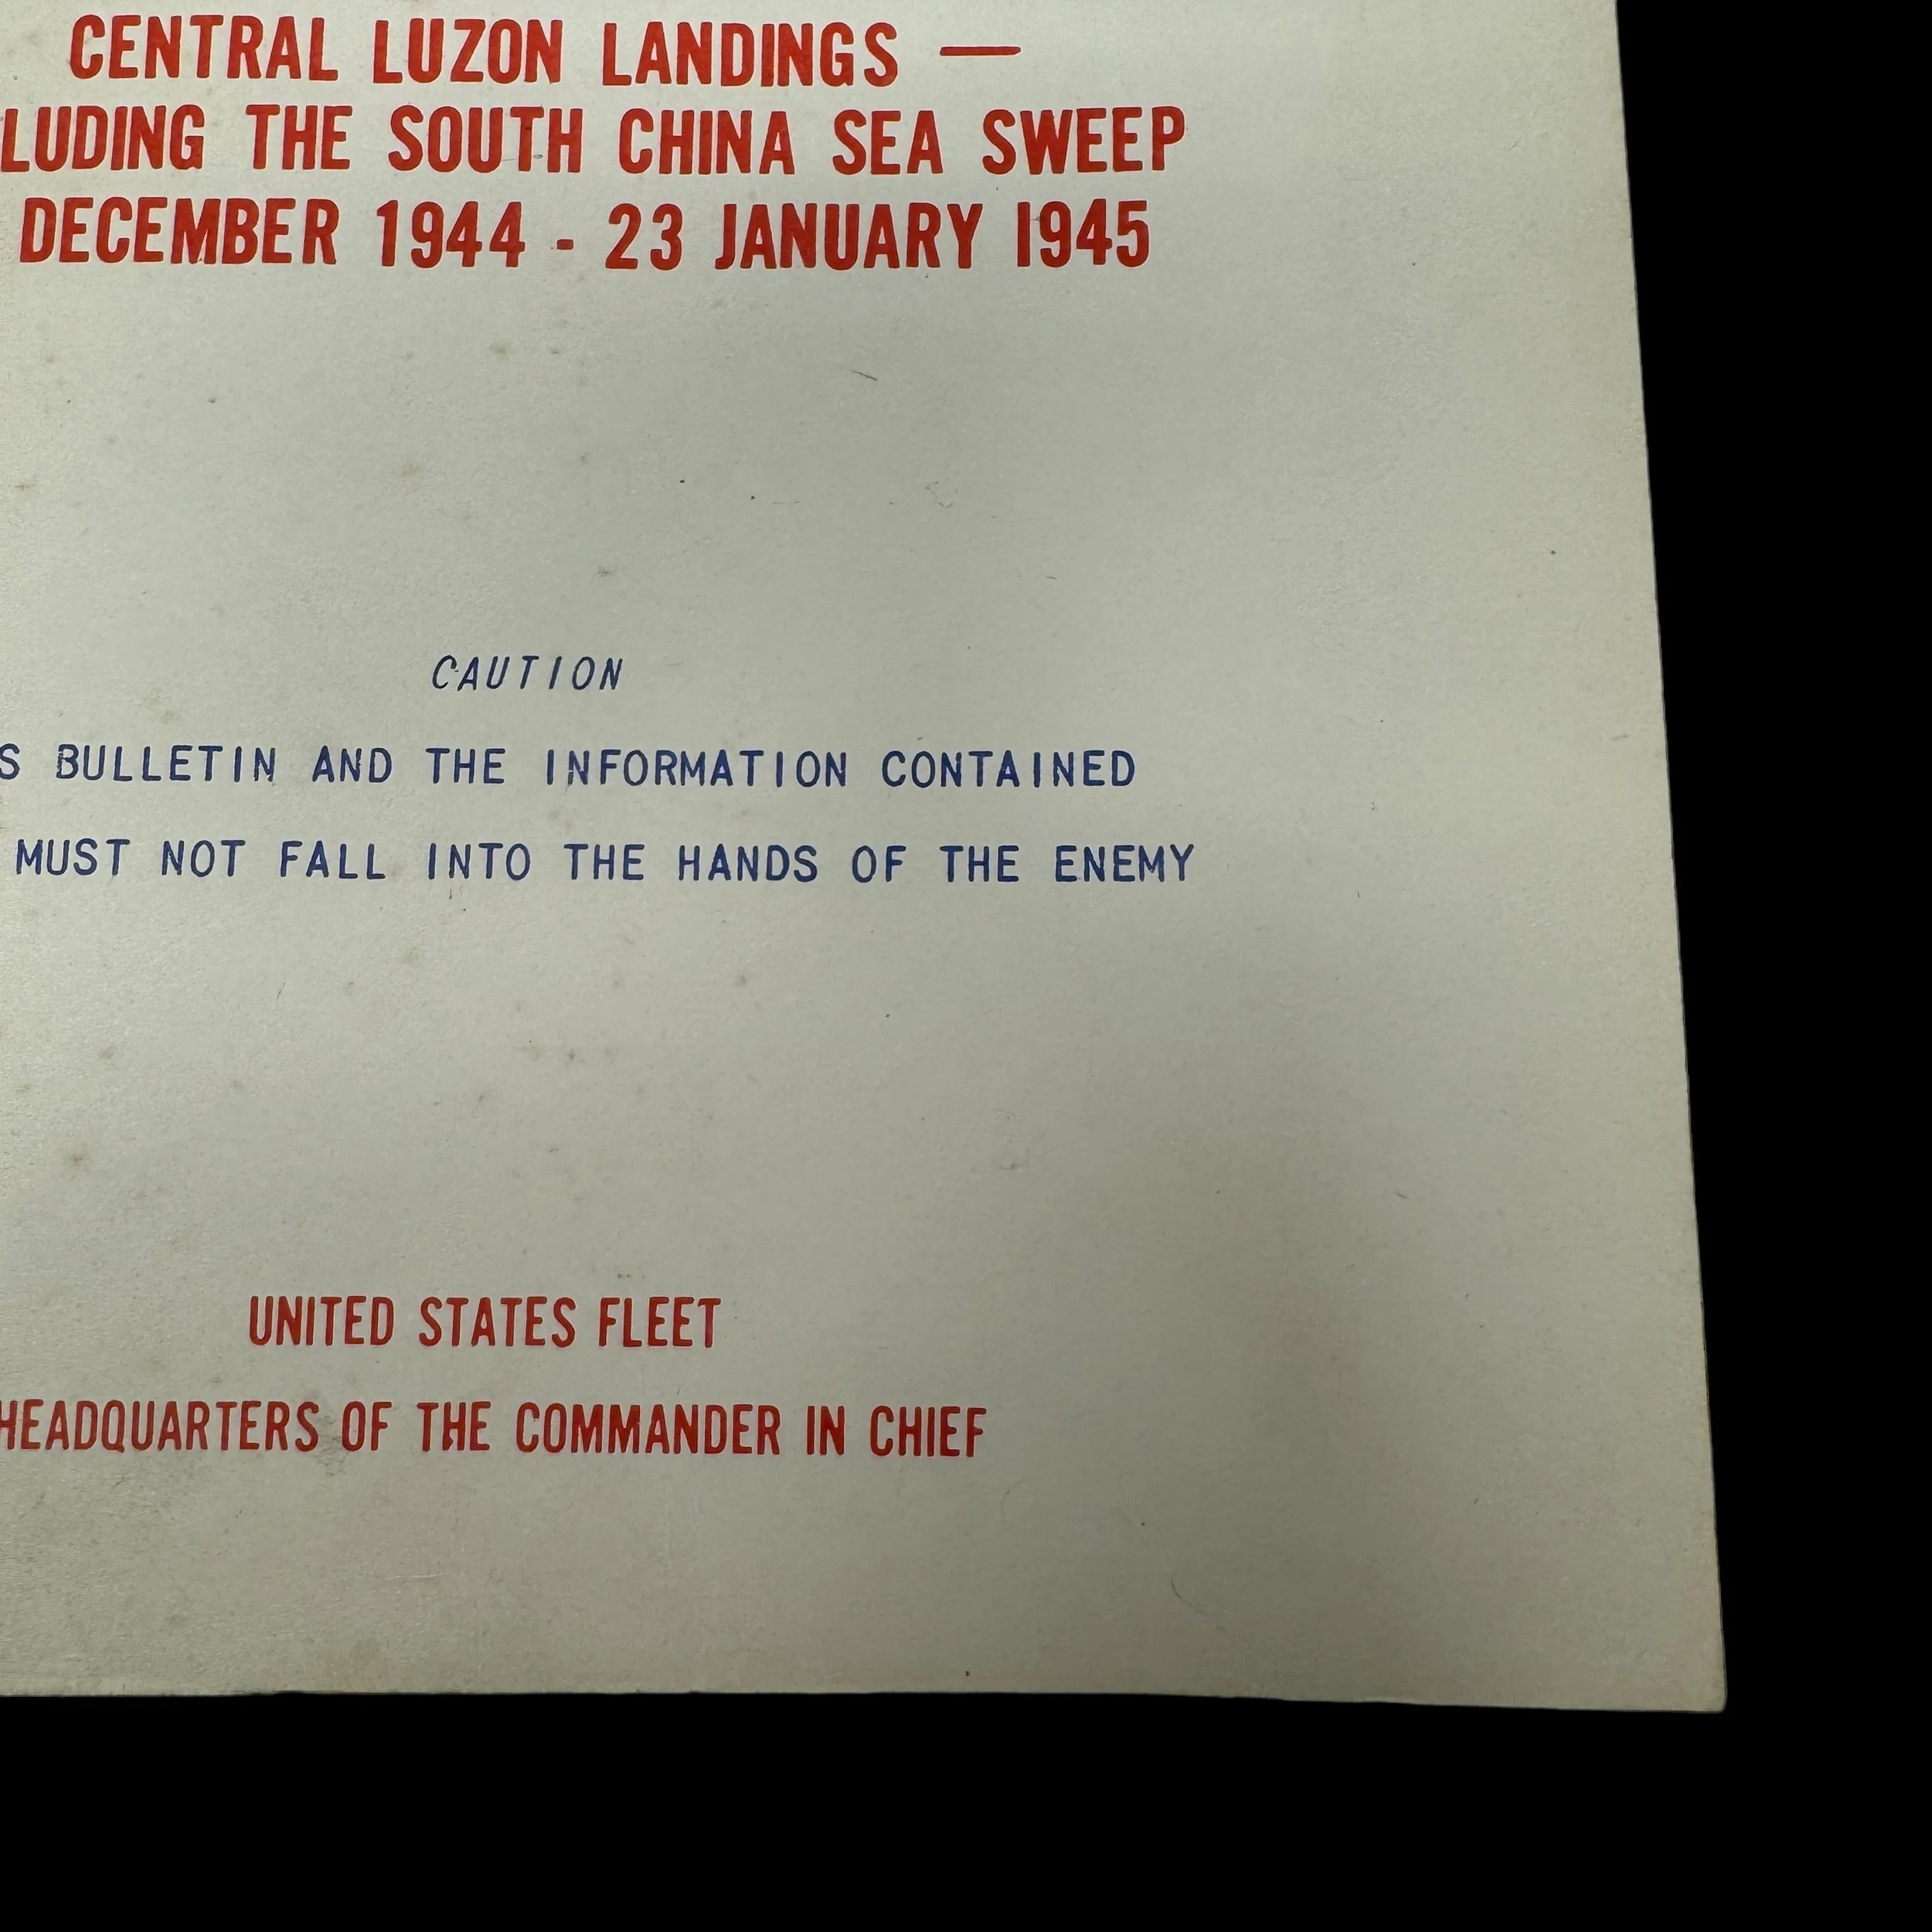 CENTRAL LUZON LANDINGS —
LUDING THE SOUTH CHINA SEA SWEEP
DECEMBER 1944 - 23 JANUARY 1945
CAUTION
S BULLETIN AND THE INFORMATION CONTAINED
MUST NOT FALL INTO THE HANDS OF THE ENEMY
UNITED STATES FLEET
HEADQUARTERS OF THE COMMANDER IN CHIEF